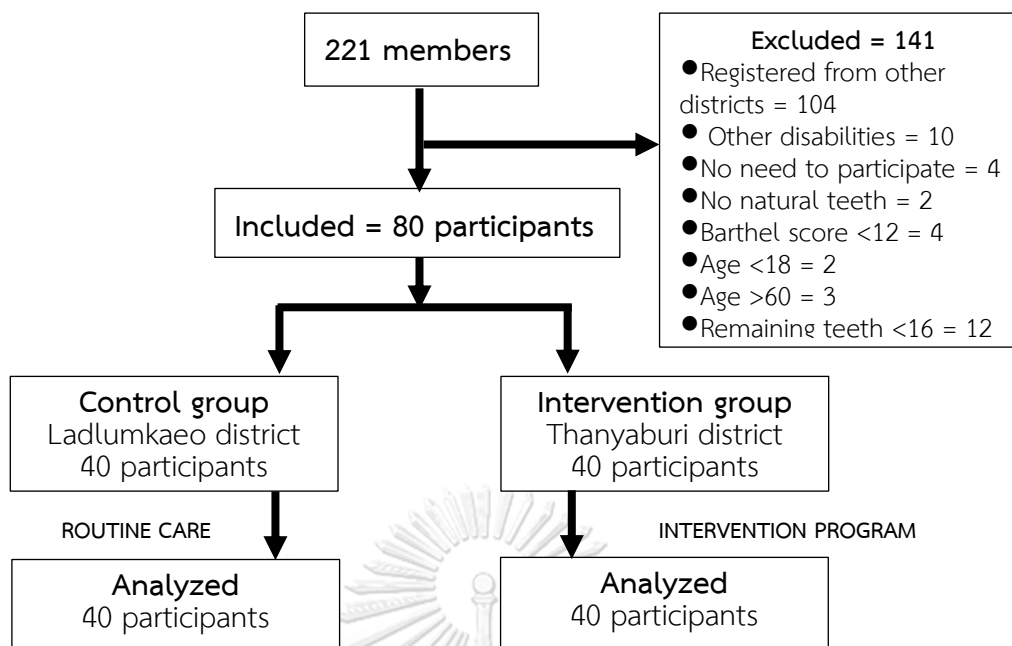 221 members
Excluded = 141
●Registered from other
districts = 104
● Other disabilities = 10
●No need to participate = 4
●No natural teeth = 2
●Barthel score <12 = 4
●Age <18 = 2
●Age >60 = 3
●Remaining teeth <16 = 12
Included = 80 participants
Control group
Ladlumkaeo district
40 participants
Intervention group
Thanyaburi district
40 participants
ROUTINE CARE
INTERVENTION PROGRAM
Analyzed
40 participants
Analyzed
40 participants